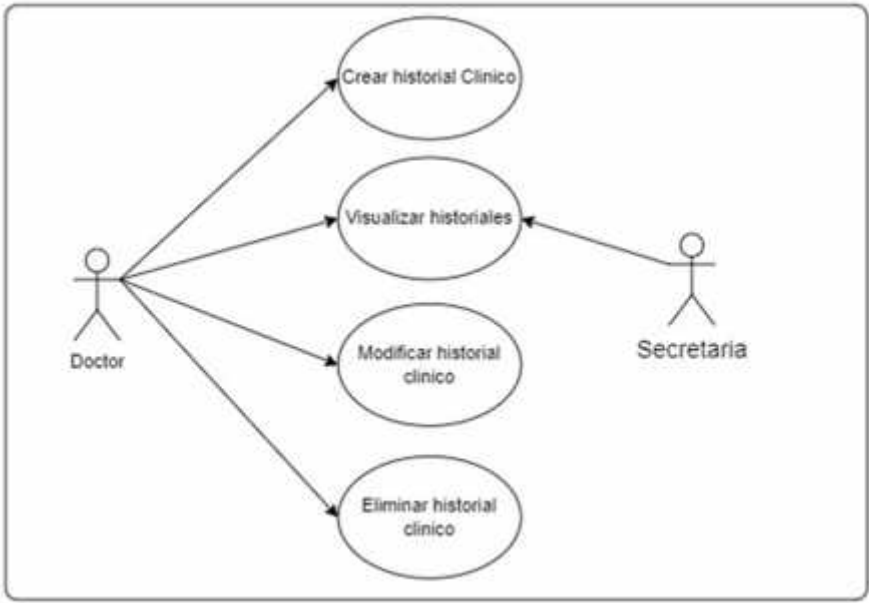 Crear historial Clinico
Visualizar historiales
Doctor
Secretaria
Modificar historial
clinico
Eliminar historial
clinico